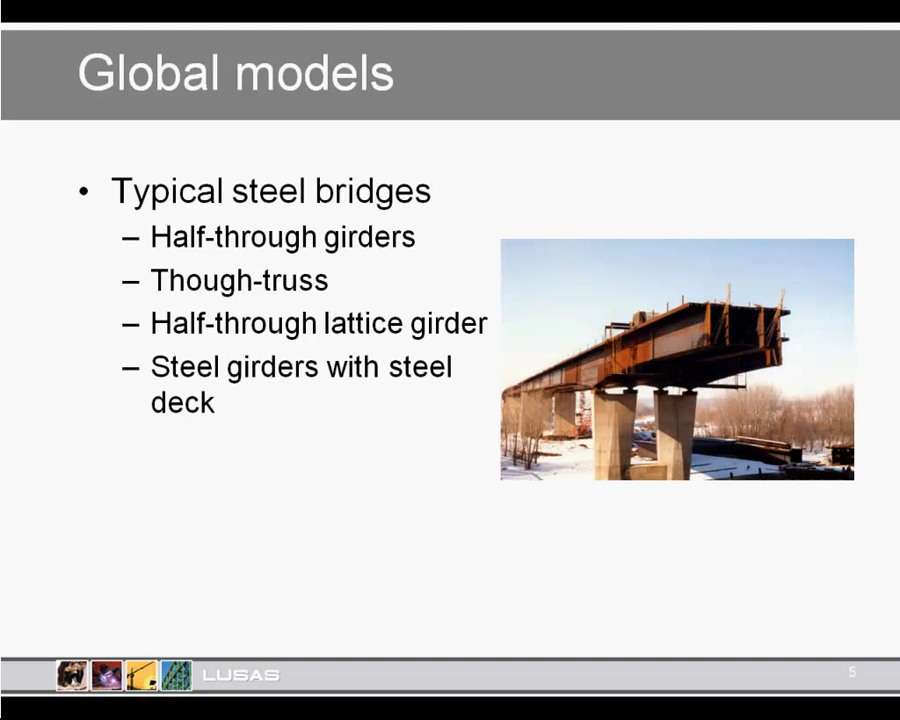 Global models
• Typical steel bridges
– Half-through girders
– Though-truss
– Half-through lattice girder
– Steel girders with steel
deck
LUSAS
5